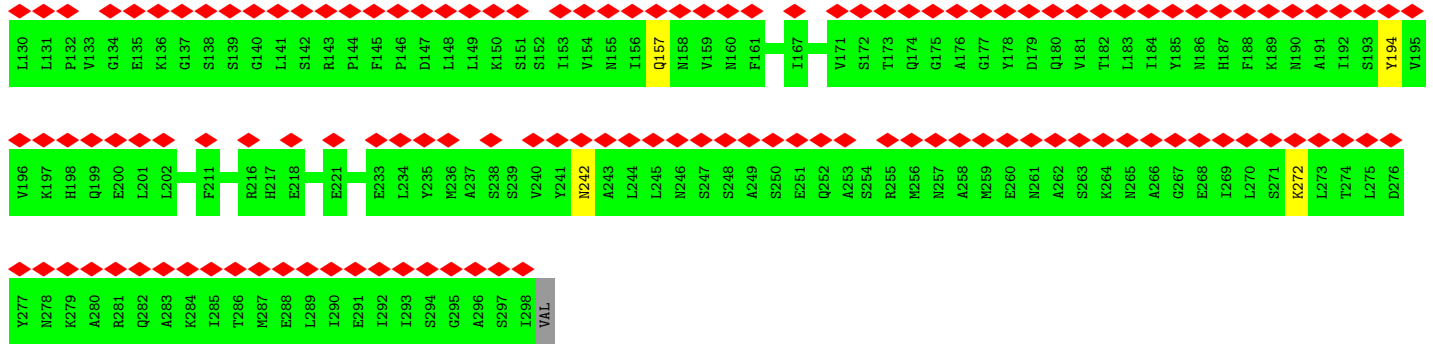 L130 L131 P132 V133 G134 E135 K136 G137 S138 S139 G140 L141 S142 R143 P144 F145 P146 D147 L148 L149 K150 S151 S152 I153 V154 N155 I156 Q157 N158 V159 N160 F161 I167 V171 S172 T173 Q174 G175 A176 G177 Y178 D179 Q180 V181 T182 L183 I184 Y185 N186 H187 F188 K189 N190 A191 I192 S193 Y194 V195
V196 K197 H198 Q199 E200 L201 L202 F211 R216 H217 E218 E221 E233 L234 Y235 M236 A237 S238 S239 V240 Y241 N242 A243 L244 L245 N246 S247 S248 A249 S250 E251 Q252 A253 S254 R255 M256 N257 A258 M259 E260 N261 A262 S263 K264 N265 A266 G267 E268 I269 L270 S271 K272 L273 T274 L275 D276
Y277 N278 K279 A280 R281 Q282 A283 K284 I285 T286 M287 E288 L289 I290 E291 I292 I293 S294 G295 A296 S297 I298 VAL